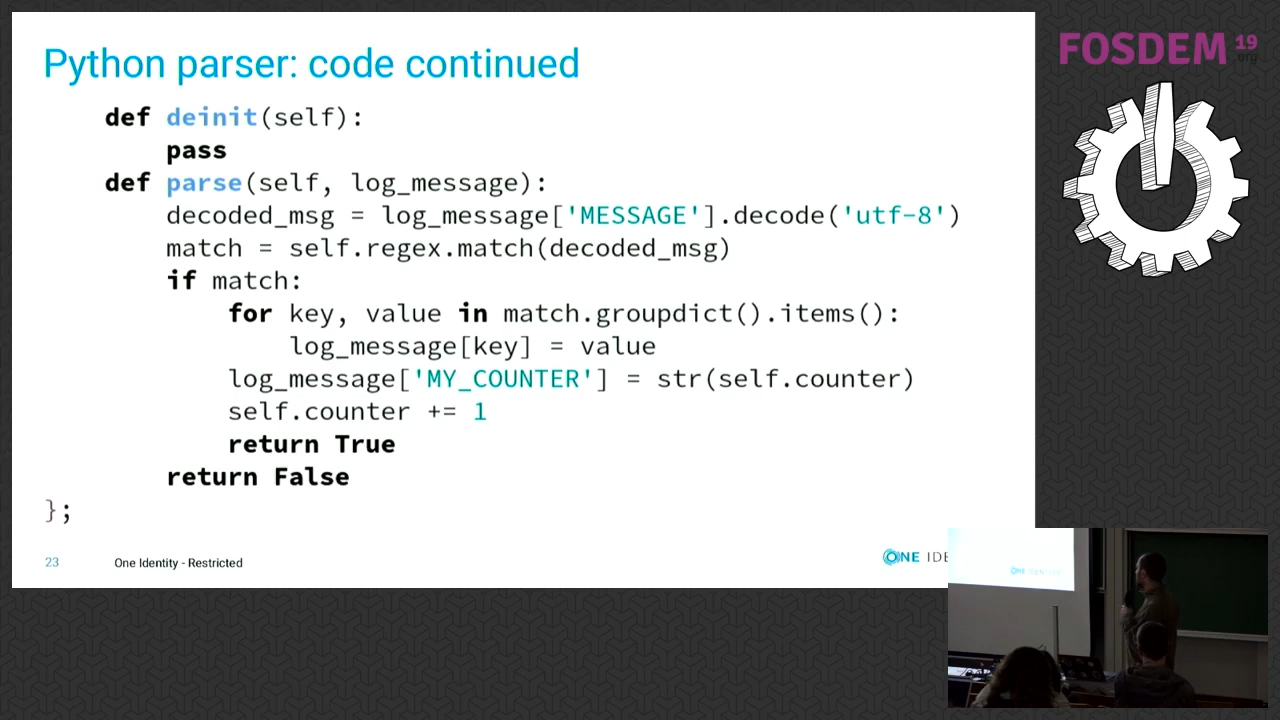 Python parser: code continued
def deinit(self):
pass
def parse(self, log_message):
decoded_msg = log_message['MESSAGE'].decode('utf-8')
match = self.regex.match(decoded_msg)
if match:
for key, value in match.groupdict().items():
log_message[key] = value
log_message['MY_COUNTER'] = str(self.counter)
self.counter += 1
return True
return False
};
23
One Identity - Restricted
ONE IDE
FOSDEM 19
.org